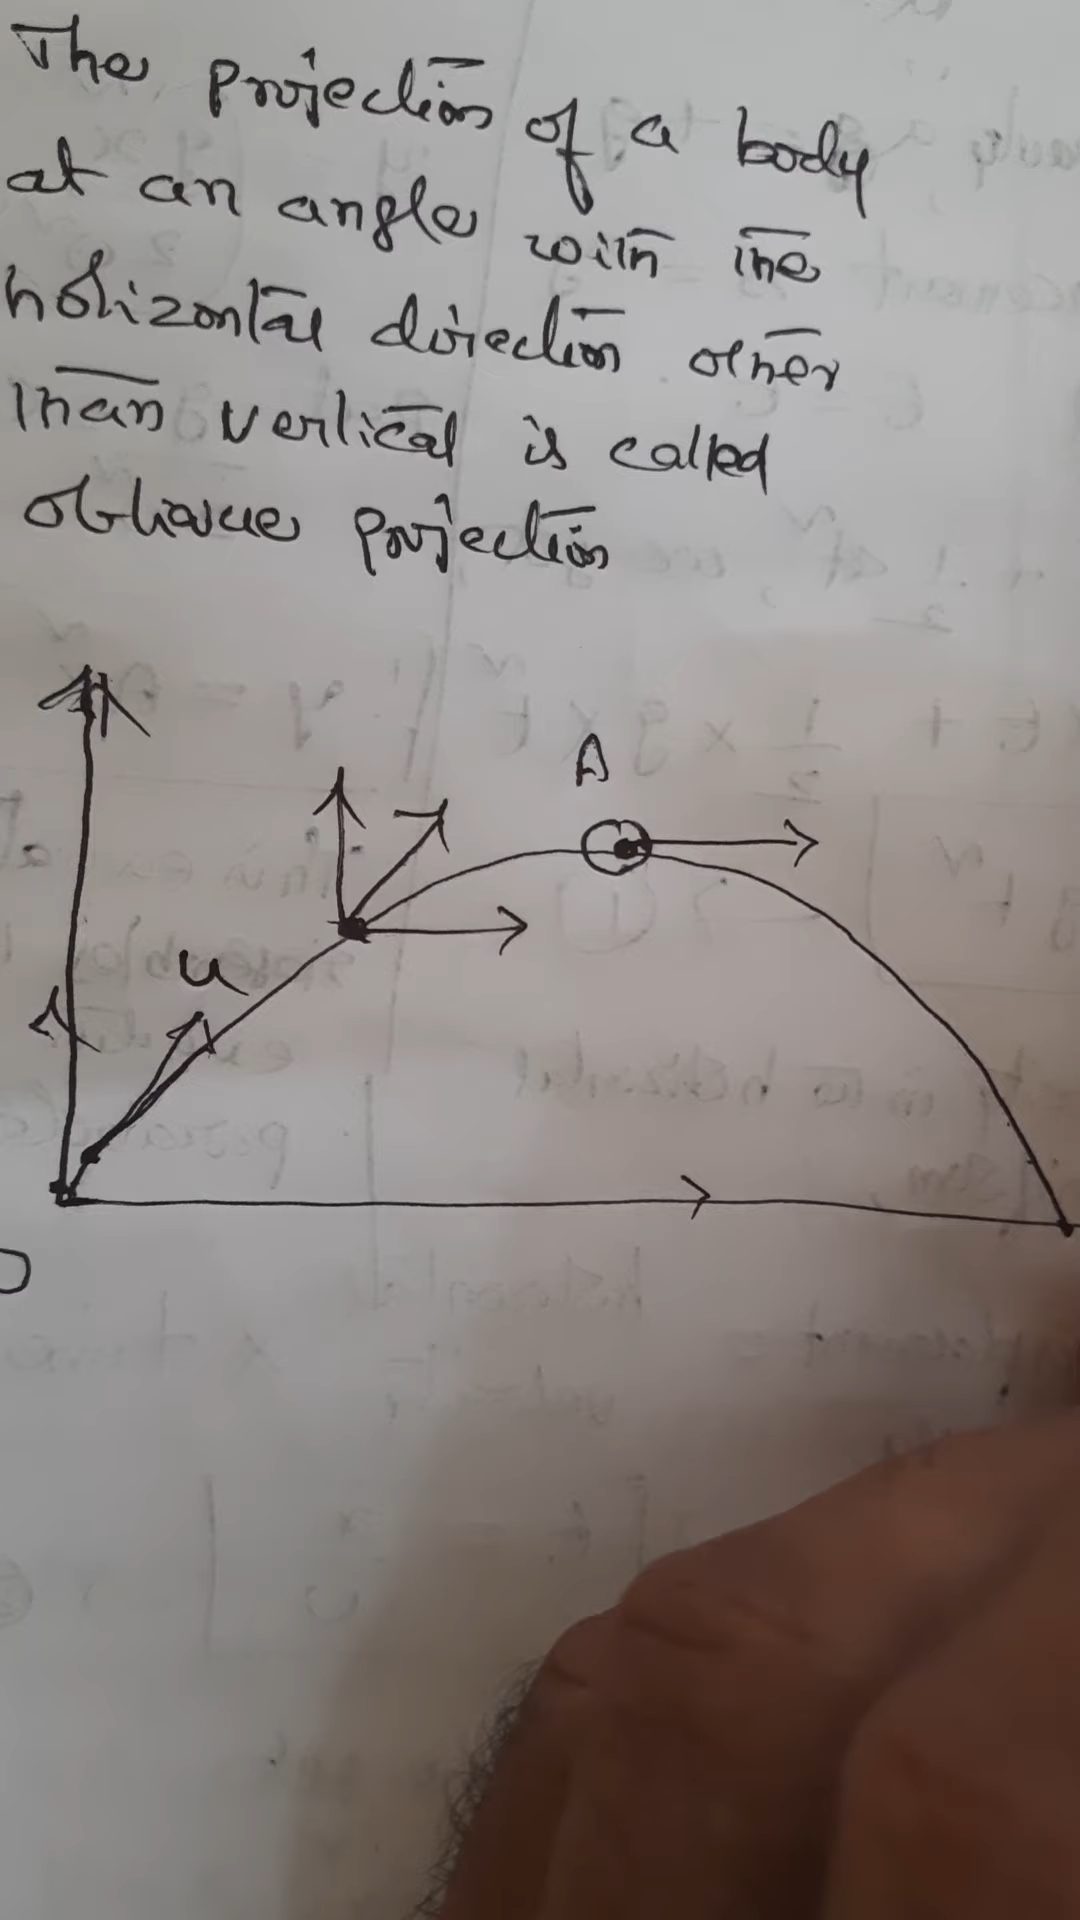 The projection of a body
at an angle with the
horizontal direction other
than vertical is called
oblique projection
A
u
O